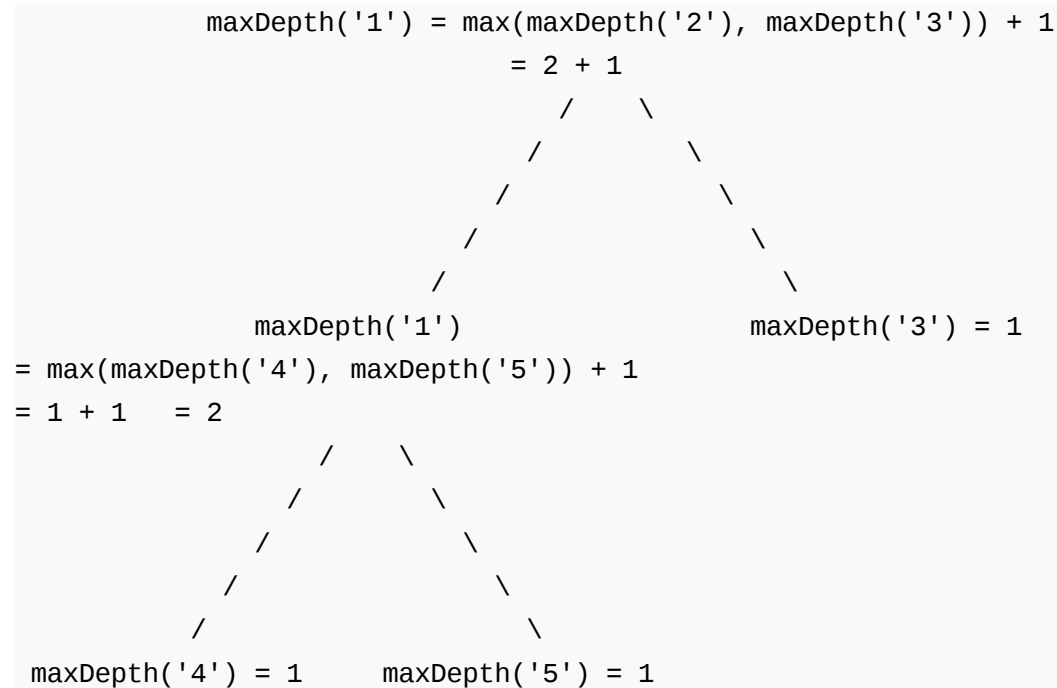 maxDepth('1') = max(maxDepth('2'), maxDepth('3')) + 1
= 2 + 1
/ \
/ \
/ \
/ \
/ \
maxDepth('1') maxDepth('3') = 1
= max(maxDepth('4'), maxDepth('5')) + 1
= 1 + 1 = 2
/ \
/ \
/ \
/ \
/ \
maxDepth('4') = 1 maxDepth('5') = 1